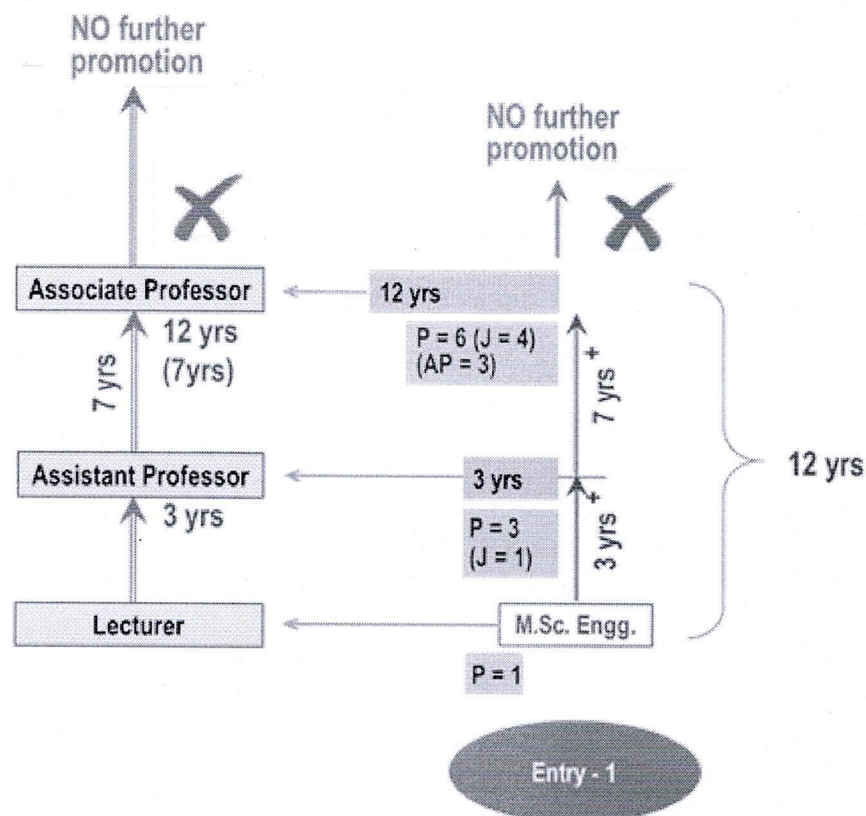 NO further
promotion
NO further
promotion
Associate Professor
12 yrs
12 yrs
(7yrs)
P = 6 (J = 4)
(AP = 3)
7 yrs
7 yrs +
12 yrs
Assistant Professor
3 yrs
3 yrs
P = 3
(J = 1)
3 yrs +
Lecturer
M.Sc. Engg.
P = 1
Entry - 1